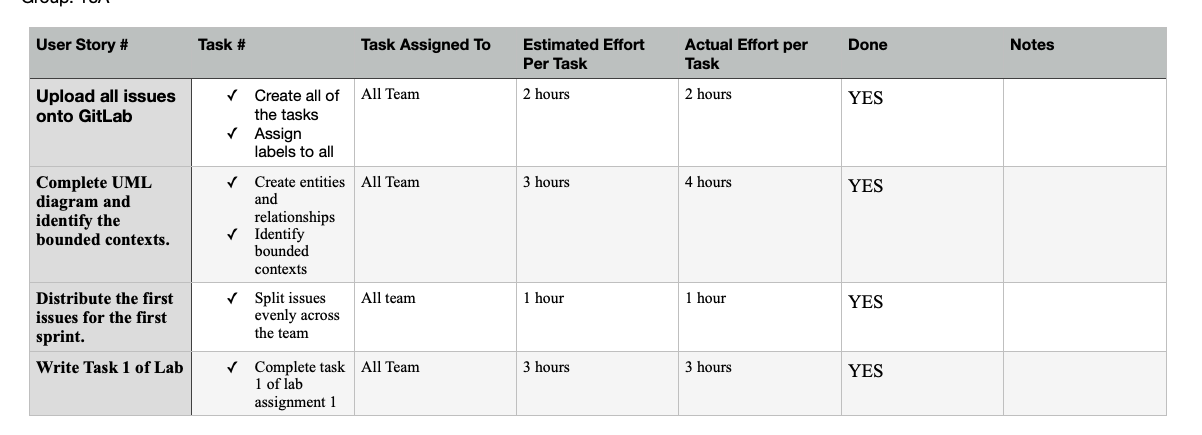 User Story # Task # Task Assigned To Estimated Effort Actual Effort per Done Notes
Per Task Task
Upload all issues ✓ Create all of All Team 2 hours 2 hours YES
onto GitLab the tasks
✓ Assign
labels to all
Complete UML ✓ Create entities All Team 3 hours 4 hours YES
diagram and and
identify the relationships
bounded contexts. ✓ Identify
bounded
contexts
Distribute the first ✓ Split issues All team 1 hour 1 hour YES
issues for the first evenly across
sprint. the team
Write Task 1 of Lab ✓ Complete task All Team 3 hours 3 hours YES
1 of lab
assignment 1